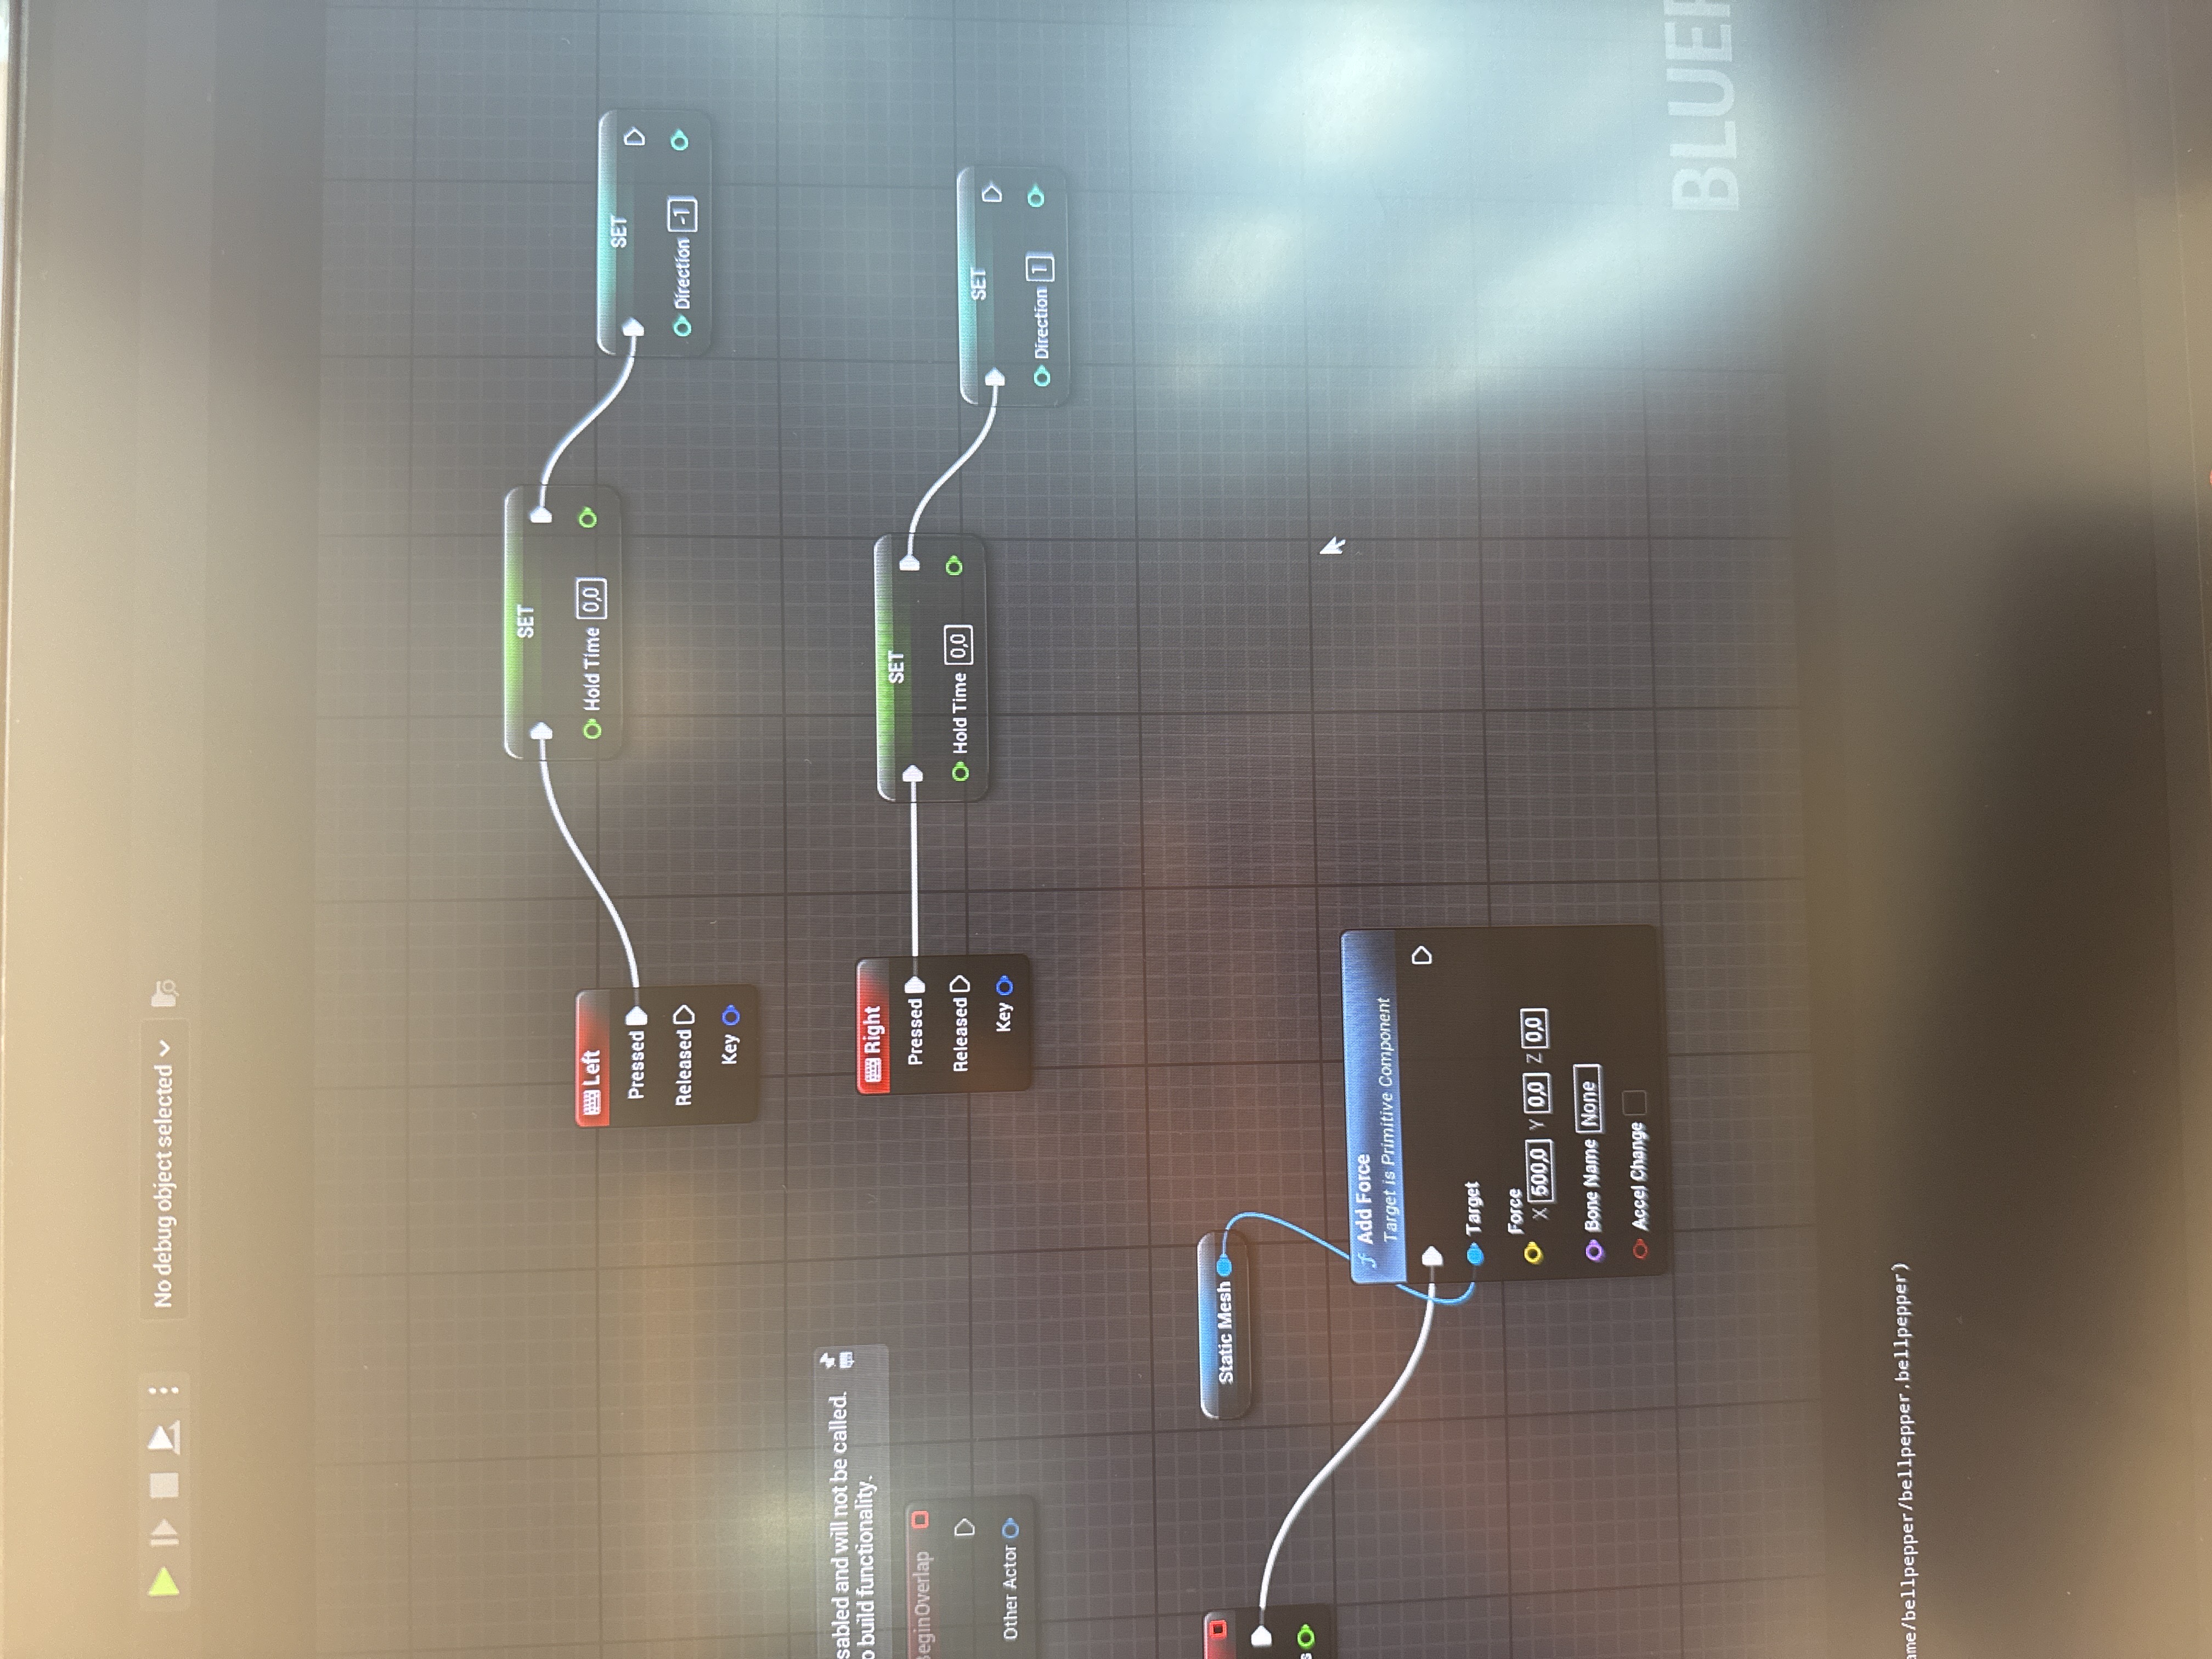 No debug object selected
SET
Hold Time 0,0
Left
Pressed
Released
Key
SET
Direction -1
sabled and will not be called.
o build functionality.
BeginOverlap
Other Actor
Right
Pressed
Released
Key
SET
Hold Time 0,0
SET
Direction 1
s
Static Mesh
f Add Force
Target is Primitive Component
Target
Force
X 500,0 Y 0,0 Z 0,0
Bone Name None
Accel Change
BLUEP
ame/bellpepper/bellpepper.bellpepper)